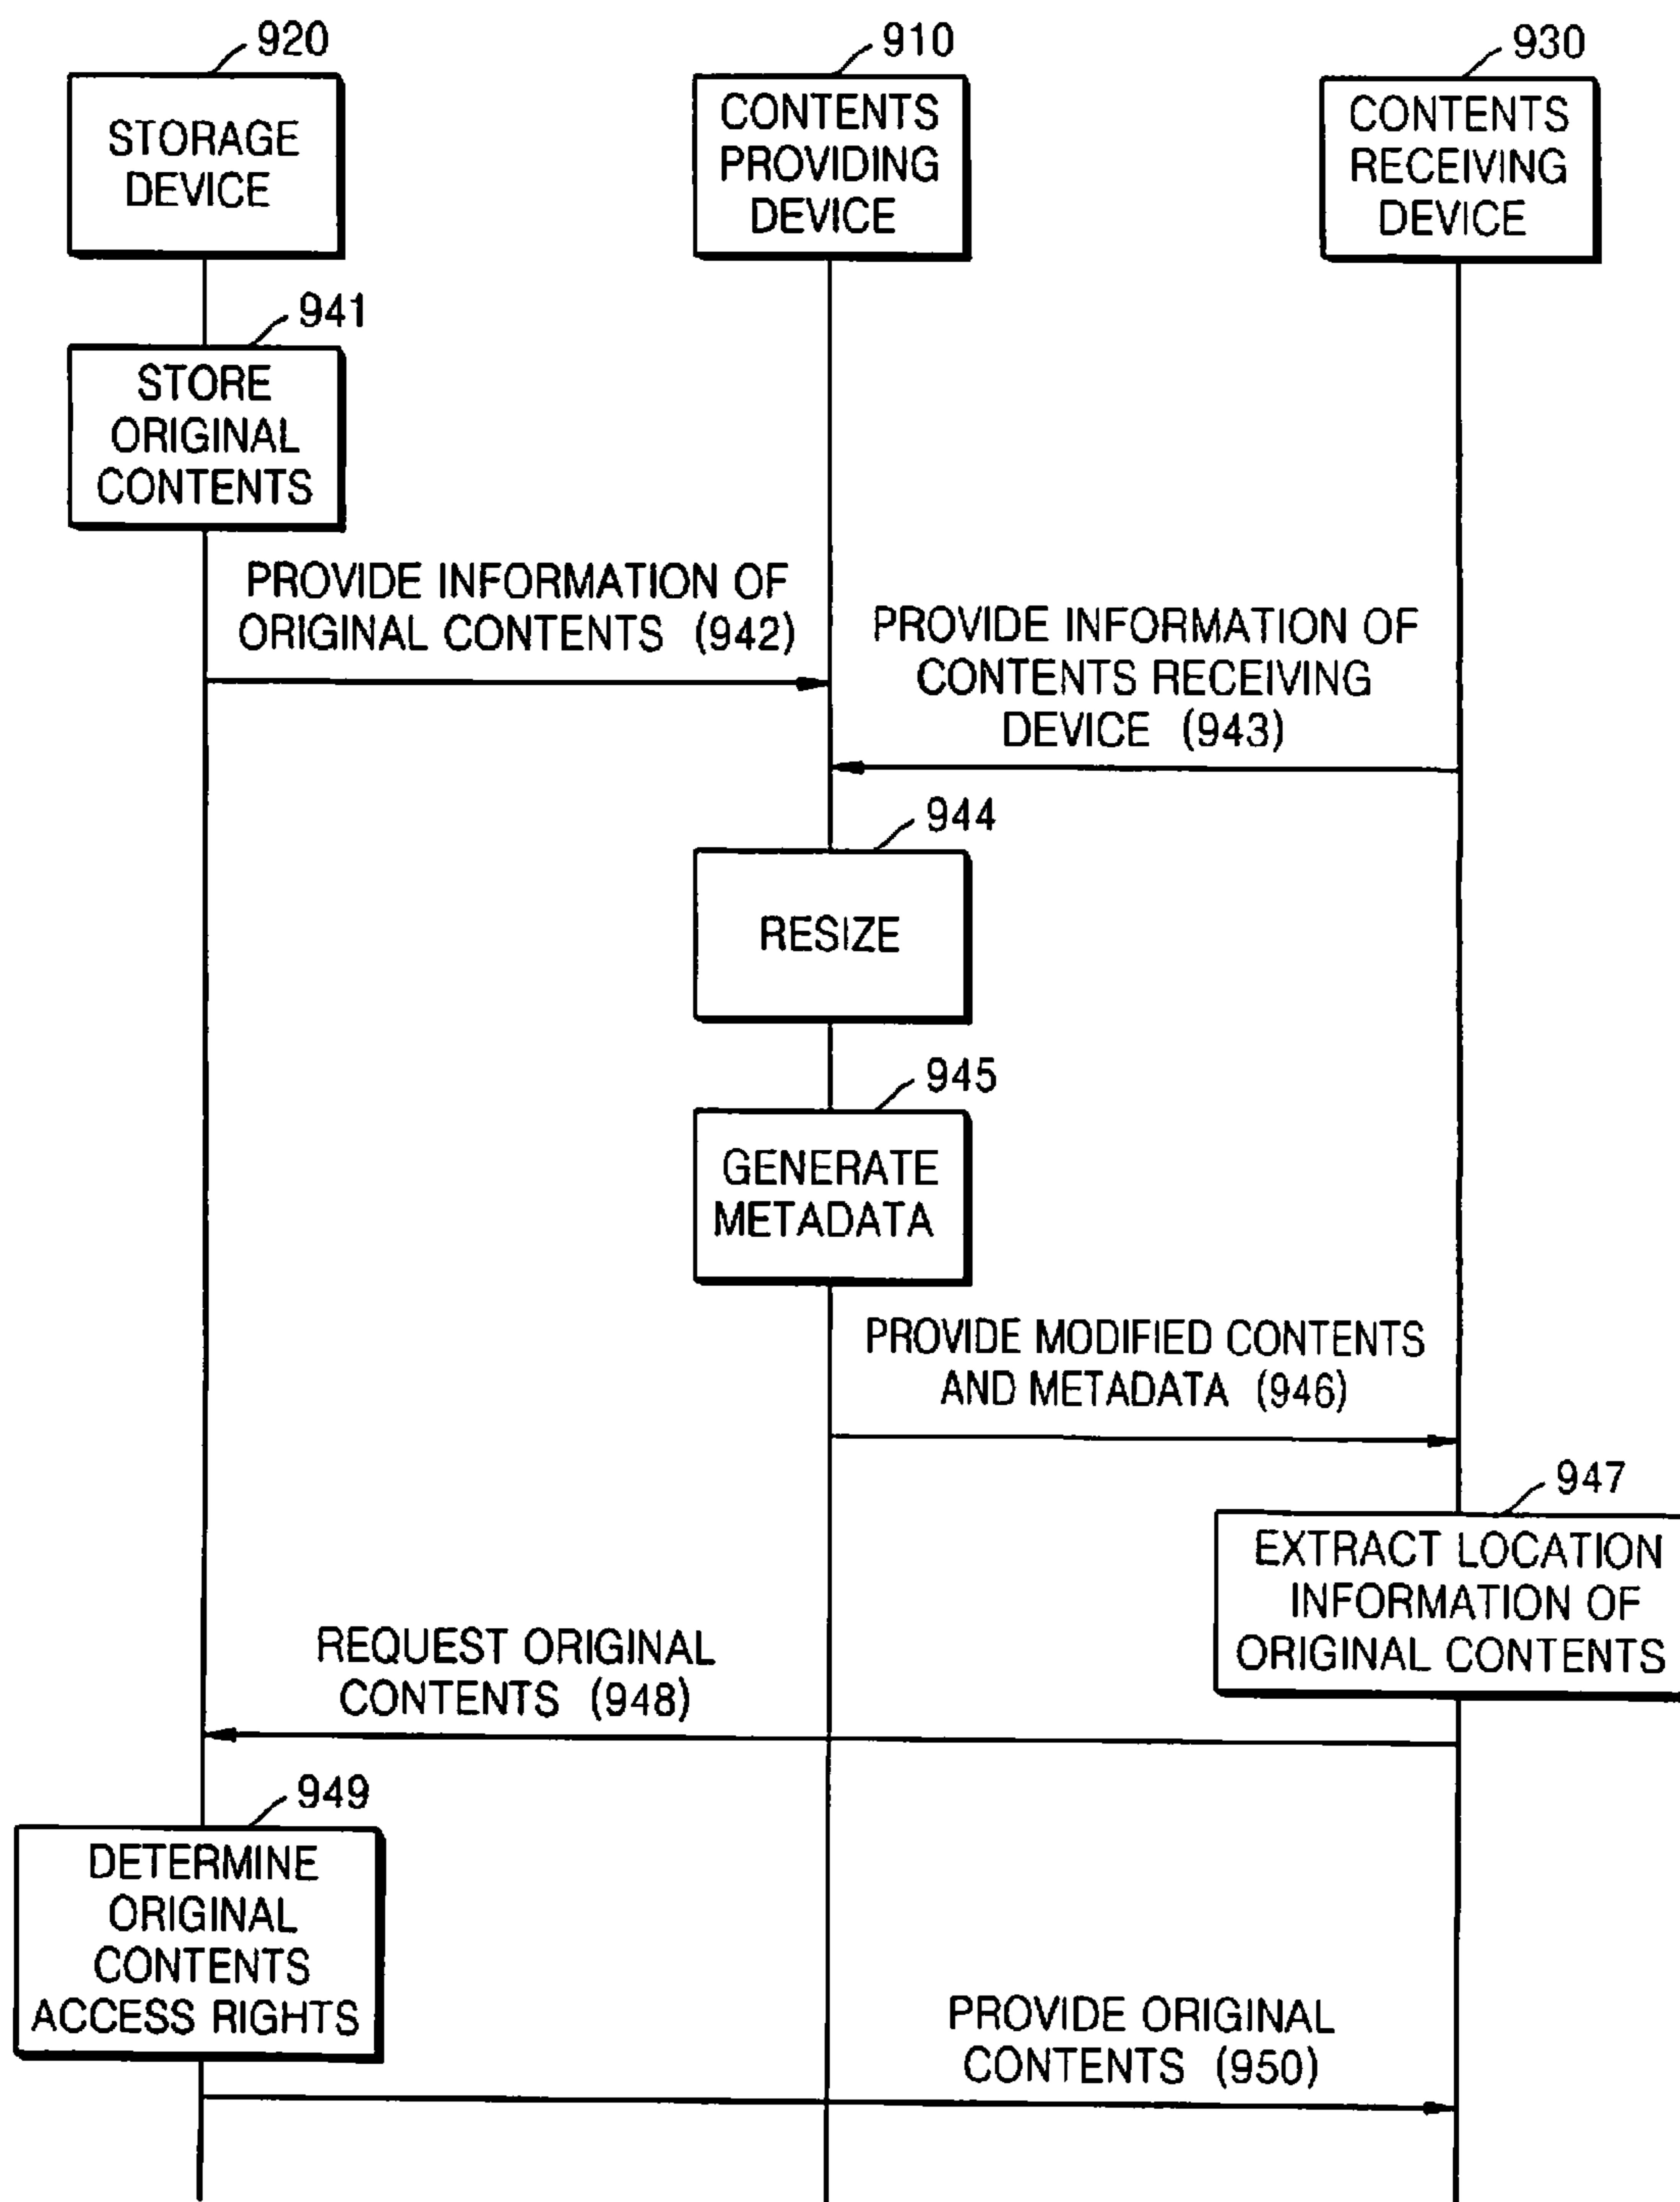 920
910
930
STORAGE
DEVICE
CONTENTS
PROVIDING
DEVICE
CONTENTS
RECEIVING
DEVICE
941
STORE
ORIGINAL
CONTENTS
PROVIDE INFORMATION OF
ORIGINAL CONTENTS (942)
PROVIDE INFORMATION OF
CONTENTS RECEIVING
DEVICE (943)
944
RESIZE
945
GENERATE
METADATA
PROVIDE MODIFIED CONTENTS
AND METADATA (946)
947
EXTRACT LOCATION
INFORMATION OF
ORIGINAL CONTENTS
REQUEST ORIGINAL
CONTENTS (948)
949
DETERMINE
ORIGINAL
CONTENTS
ACCESS RIGHTS
PROVIDE ORIGINAL
CONTENTS (950)